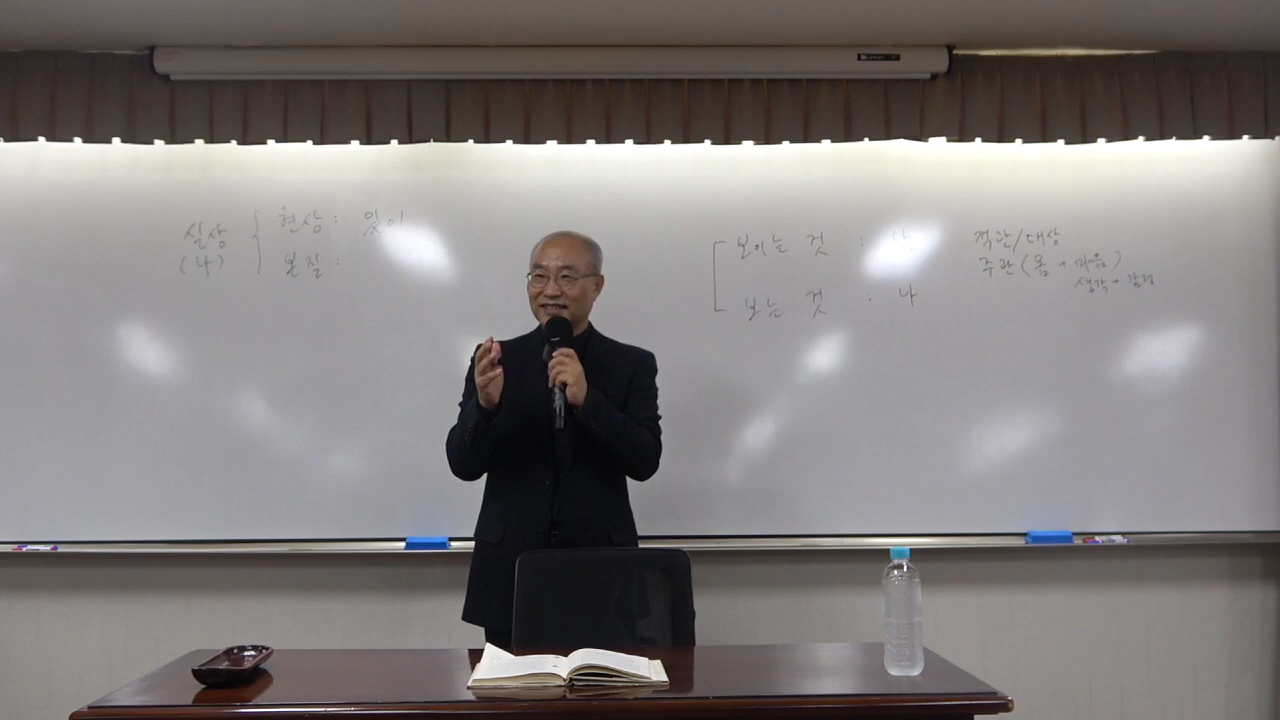 실상 현상 : 있이
(나) 본질 :
보이는 것 :
보는 것 : 나
객관/대상
주관(몸 + 마음)
생각 + 감정